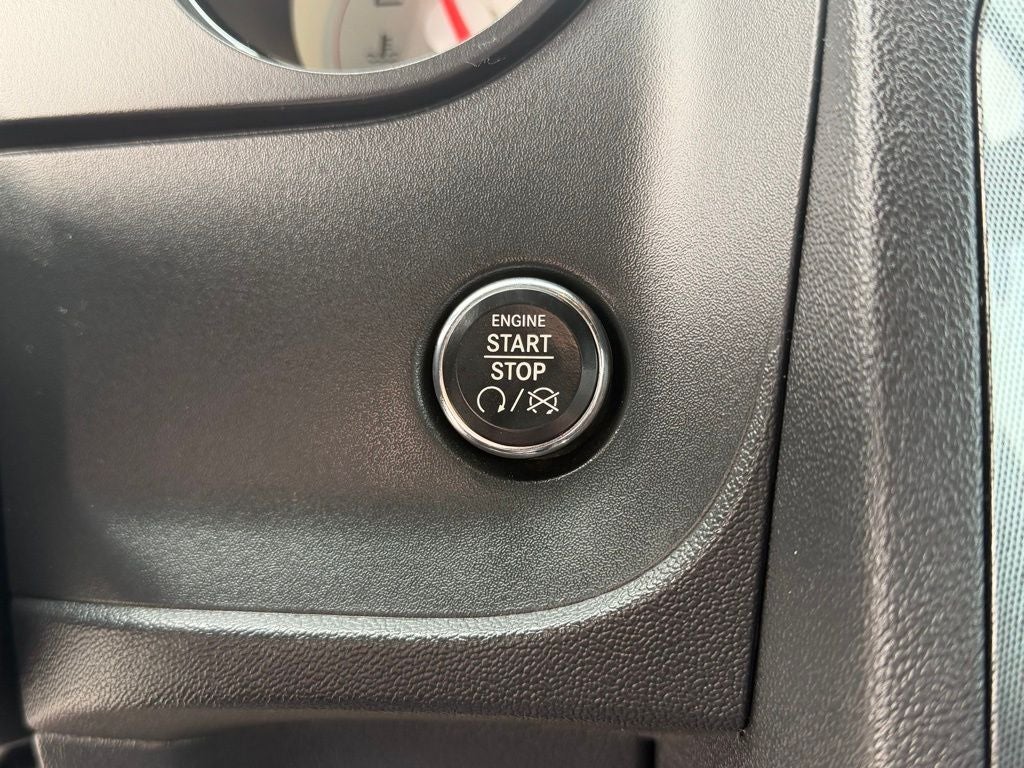 ENGINE
START
STOP
/